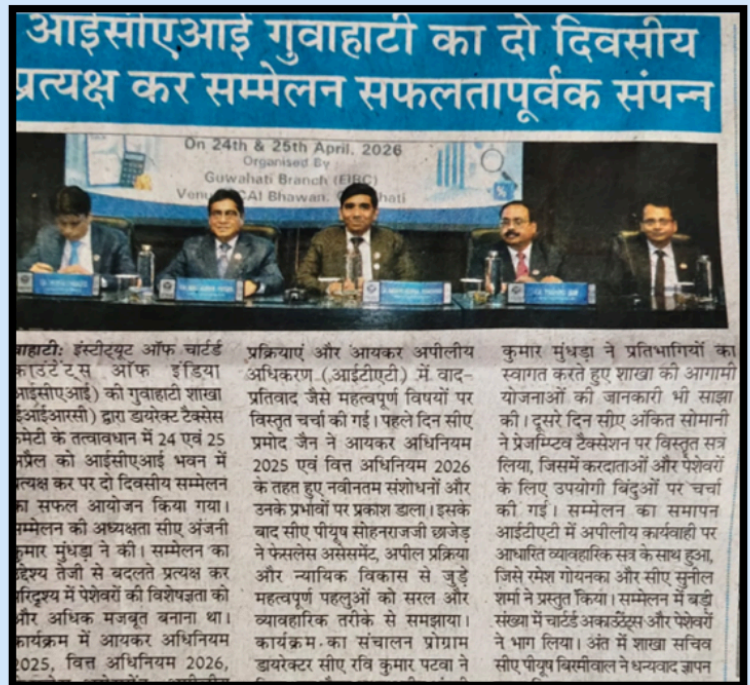 आईसीएआई गुवाहाटी का दो दिवसीय
प्रत्यक्ष कर सम्मेलन सफलतापूर्वक संपन्न
On 24th & 25th April, 2026
Organised By
Guwahati Branch (EIRC)
ICAI Bhawan,
वाहाटी: इंस्टीट्यूट ऑफ चार्टर्ड
काउंटेंट्स ऑफ इंडिया
आईसीएआई) की गुवाहाटी शाखा
ईआईआरसी) द्वारा डायरेक्ट टैक्सेस
मेटी के तत्वावधान में 24 एवं 25
प्रैल को आईसीएआई भवन में
त्यक्ष कर पर दो दिवसीय सम्मेलन
का सफल आयोजन किया गया।
म्मेलन की अध्यक्षता सीए अंजनी
कुमार मुंधड़ा ने की। सम्मेलन का
द्देश्य तेजी से बदलते प्रत्यक्ष कर
रिदृश्य में पेशेवरों की विशेषज्ञता को
और अधिक मजबूत बनाना था।
कार्यक्रम में आयकर अधिनियम
2025, वित्त अधिनियम 2026,
प्रक्रियाएं और आयकर अपीलीय
अधिकरण (आईटीएटी) में वाद-
प्रतिवाद जैसे महत्वपूर्ण विषयों पर
विस्तृत चर्चा की गई। पहले दिन सीए
प्रमोद जैन ने आयकर अधिनियम
2025 एवं वित्त अधिनियम 2026
के तहत हुए नवीनतम संशोधनों और
उनके प्रभावों पर प्रकाश डाला। इसके
बाद सीए पीयूष सोहनराजजी छाजेड़
ने फेसलेस असेसमेंट, अपील प्रक्रिया
और न्यायिक विकास से जुड़े
महत्वपूर्ण पहलुओं को सरल और
व्यावहारिक तरीके से समझाया।
कार्यक्रम का संचालन प्रोग्राम
डायरेक्टर सीए रवि कुमार पटवा ने
कुमार मुंधड़ा ने प्रतिभागियों का
स्वागत करते हुए शाखा की आगामी
योजनाओं की जानकारी भी साझा
की। दूसरे दिन सीए अंकित सोमानी
ने प्रेजम्प्टिव टैक्सेशन पर विस्तृत सत्र
लिया, जिसमें करदाताओं और पेशेवरों
के लिए उपयोगी बिंदुओं पर चर्चा
की गई। सम्मेलन का समापन
आईटीएटी में अपीलीय कार्यवाही पर
आधारित व्यावहारिक सत्र के साथ हुआ,
जिसे रमेश गोयनका और सीए सुनील
शर्मा ने प्रस्तुत किया। सम्मेलन में बड़ी
संख्या में चार्टर्ड अकाउंटेंट्स और पेशेवरों
ने भाग लिया। अंत में शाखा सचिव
सीए पीयूष बिरमीवाल ने धन्यवाद ज्ञापन